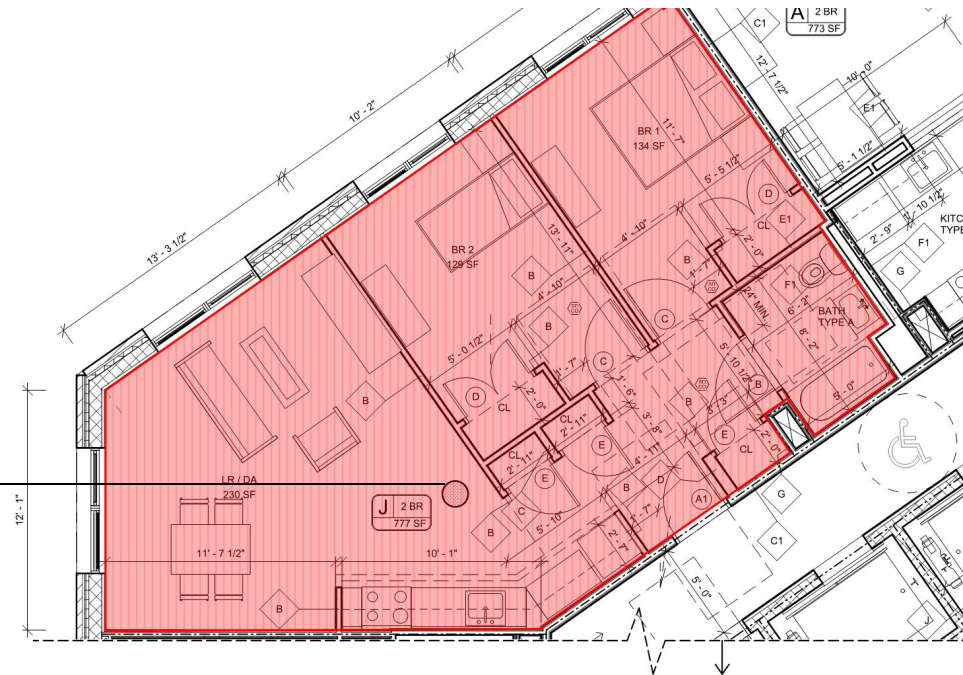 A 2 BR
773 SF
C1
12' - 7 1/2"
10' - 0"
E1
10' - 2"
BR 1
134 SF
11' - 7"
5' - 1 1/2"
5' - 5 1/2"
D
1' - 10 1/2"
KITC
TYPE
13' - 3 1/2"
BR 2
129 SF
13' - 11"
4' - 10"
E1
CL
2' - 9"
F1
B
B
1' - 7"
2' - 0"
G
4' - 10"
F1
24" MIN
6' - 2"
BATH
TYPE A
B
C
5' - 0 1/2"
8' - 2"
C
1' - 7"
5' - 10 1/2"
D
2' - 0"
1' - 6"
B
B
5' - 0"
CL
CL
2' - 11"
3' - 8"
3' - 3"
E
E
2' - 0"
CL
CL
2' - 11"
4' - 11"
E
B
D
12' - 1"
LR / DA
230 SF
J 2 BR
777 SF
C
B
A1
G
B
5' - 10"
1' - 7"
C1
11' - 7 1/2"
10' - 1"
2' - 7"
5' - 0"
B
T
J